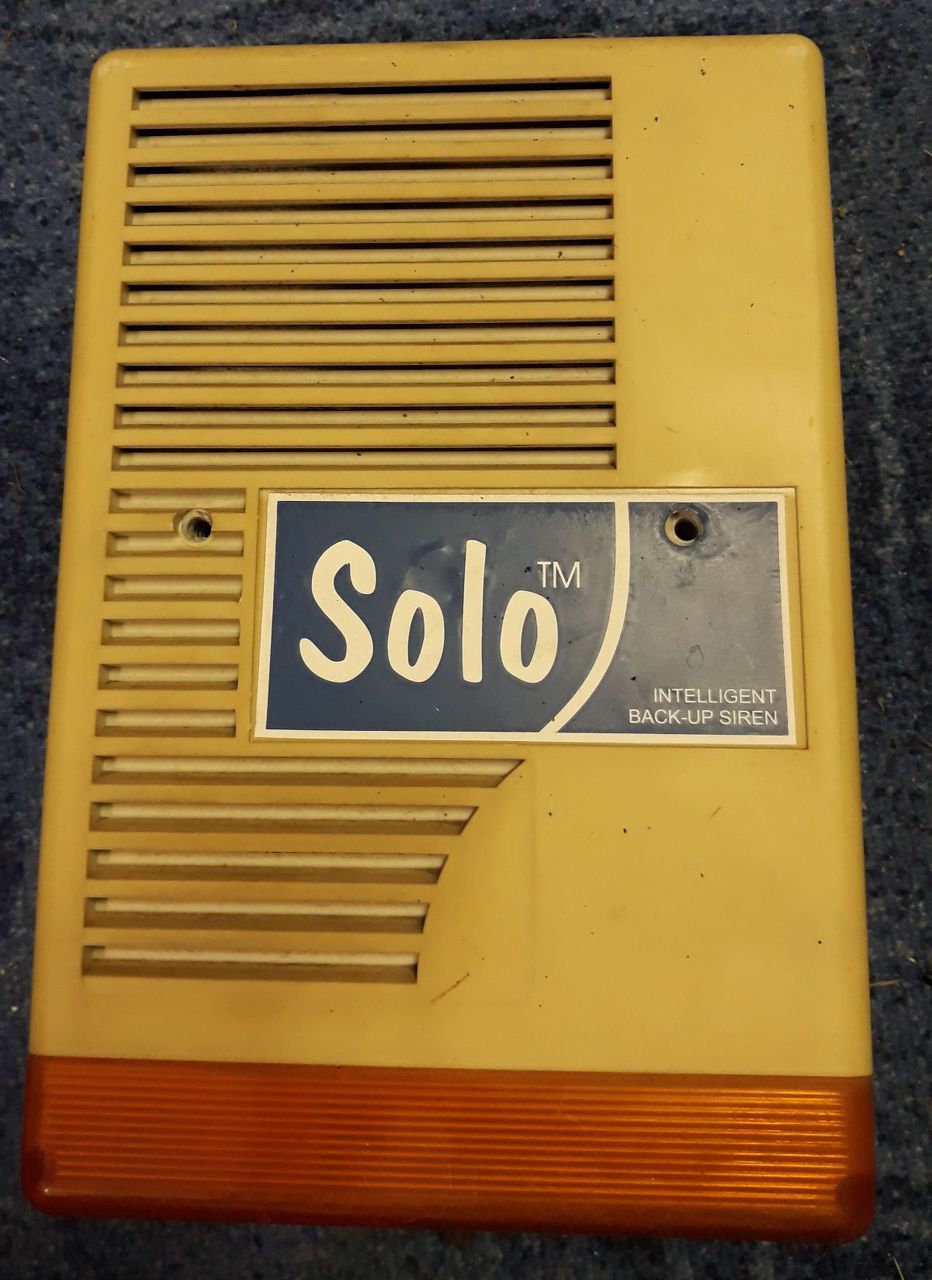 Solo™
INTELLIGENT
BACK-UP SIREN